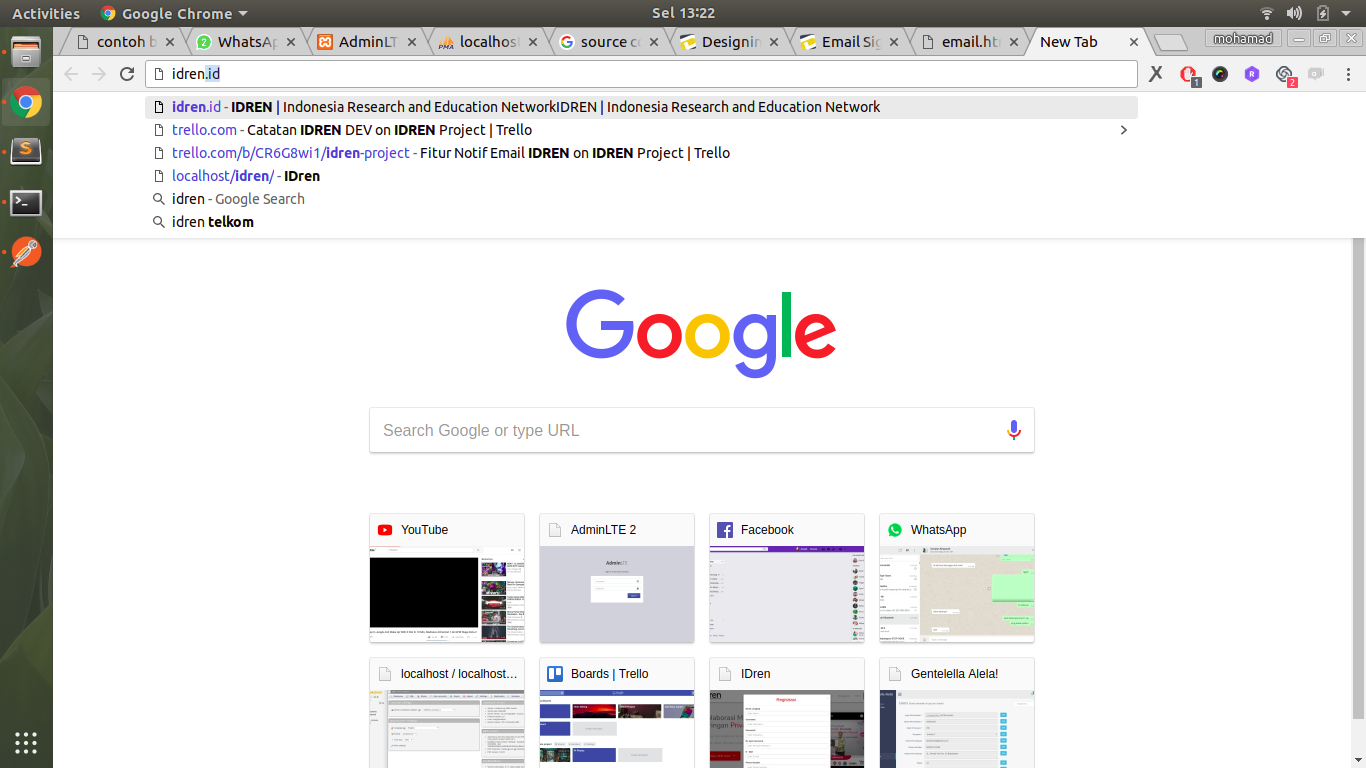 Activities Google Chrome Sel 13:22
contoh b WhatsAp AdminLT localhos source co Designin Email Sig email.ht New Tab mohamad
idren.id
1 2
idren.id - IDREN | Indonesia Research and Education NetworkIDREN | Indonesia Research and Education Network
trello.com - Catatan IDREN DEV on IDREN Project | Trello
trello.com/b/CR6G8wi1/idren-project - Fitur Notif Email IDREN on IDREN Project | Trello
localhost/idren/ - IDren
idren - Google Search
idren telkom
Google
Search Google or type URL
YouTube AdminLTE 2 Facebook WhatsApp
localhost / localhost... Boards | Trello IDren Gentelella Alela!